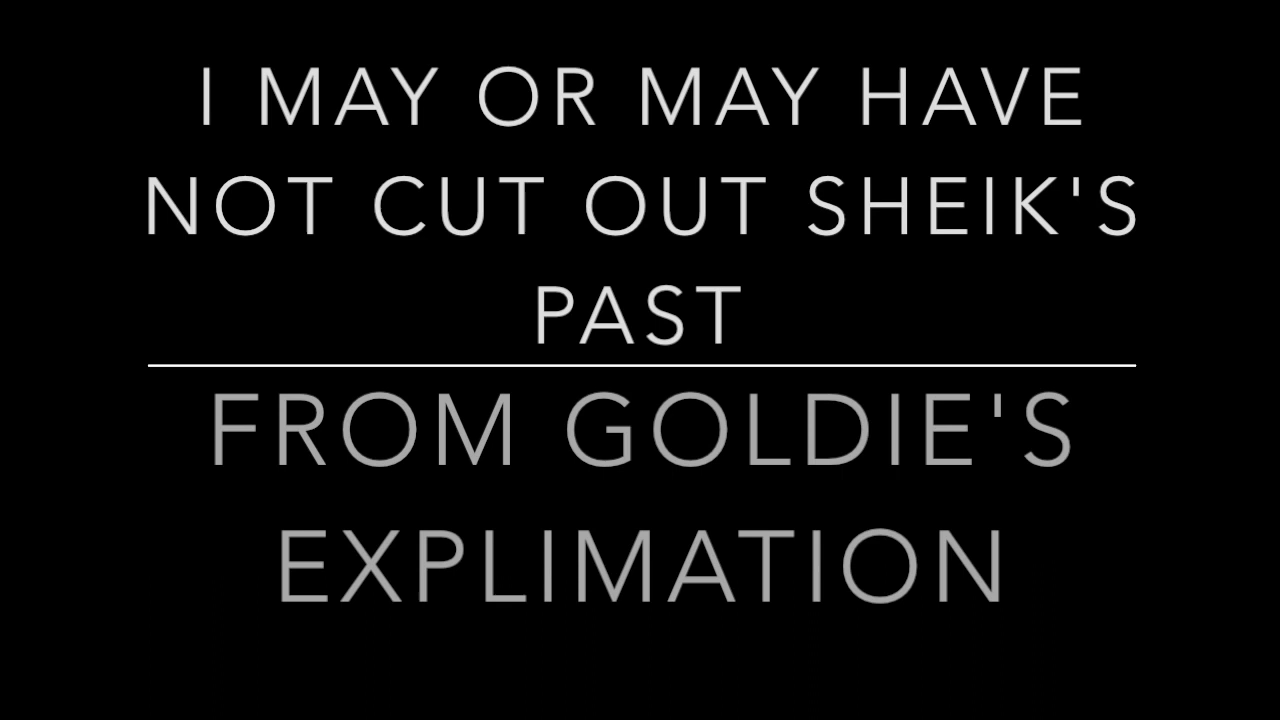 I MAY OR MAY HAVE
NOT CUT OUT SHEIK'S
PAST
FROM GOLDIE'S
EXPLIMATION